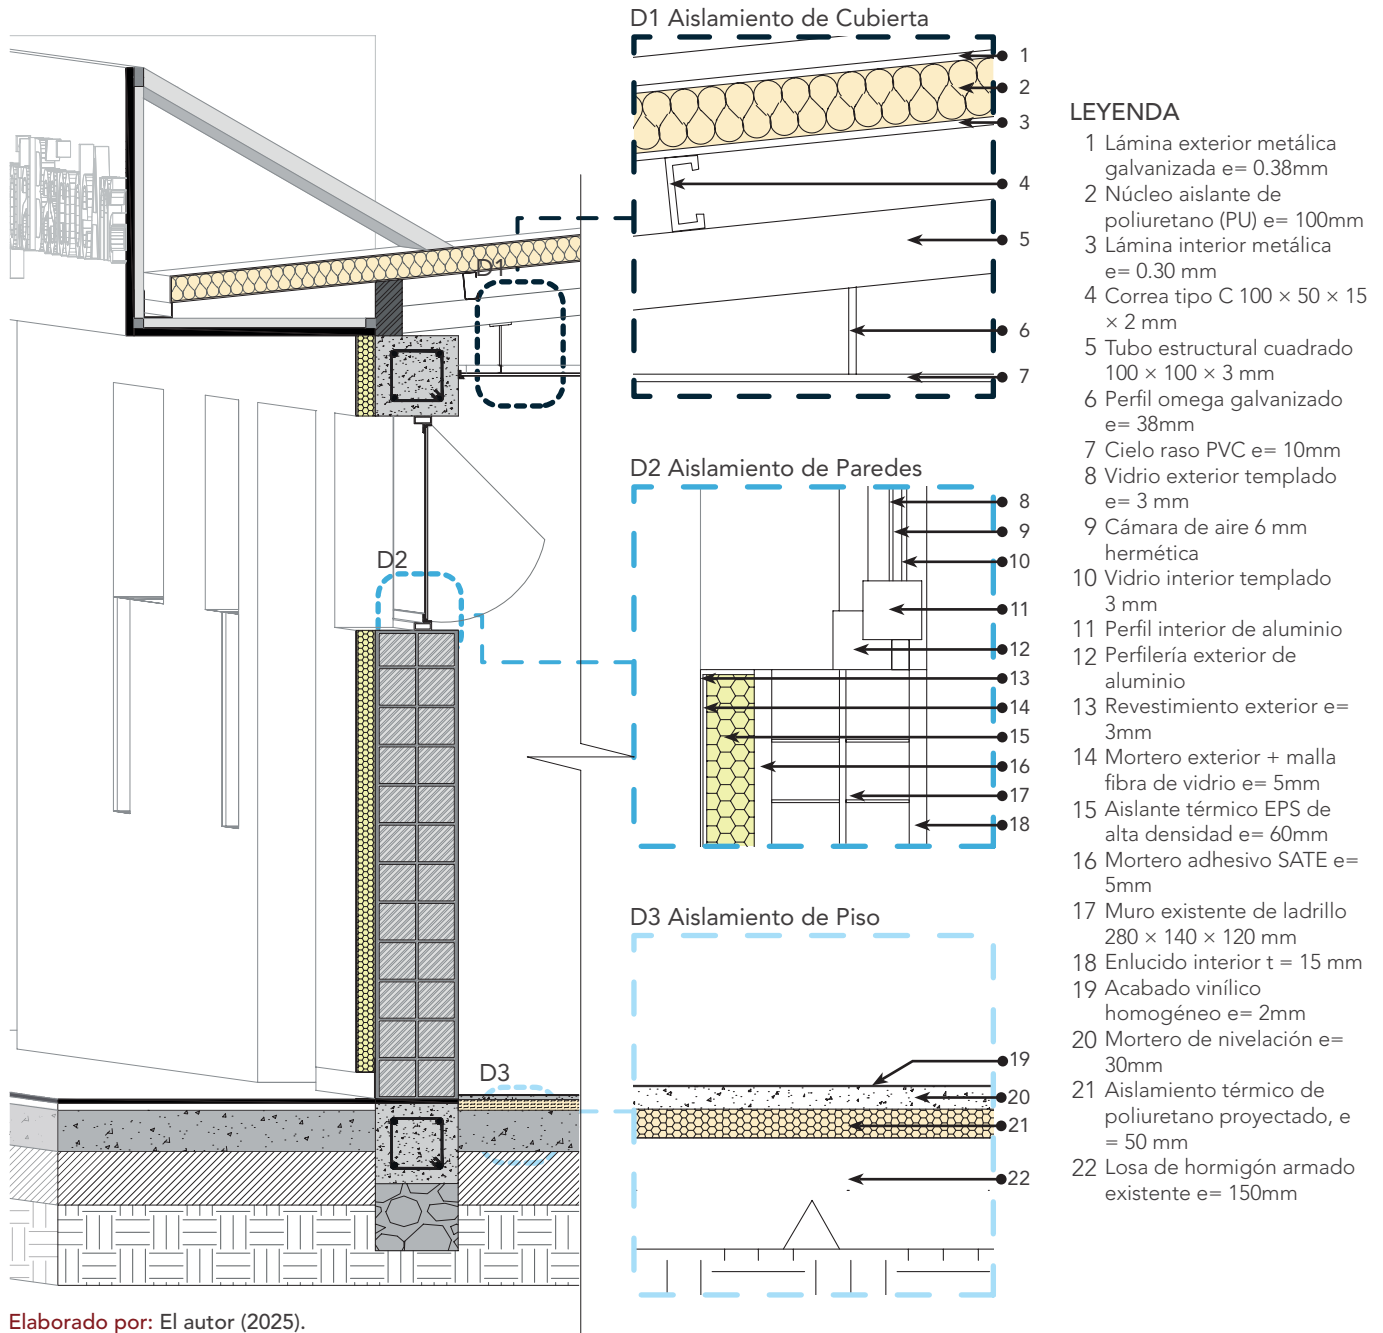 D1 Aislamiento de Cubierta
1
2
3
4
5
6
7
D1
D2 Aislamiento de Paredes
8
9
10
11
12
13
14
15
16
17
18
D2
D3 Aislamiento de Piso
19
20
21
22
D3
LEYENDA
1 Lámina exterior metálica
galvanizada e= 0.38mm
2 Núcleo aislante de
poliuretano (PU) e= 100mm
3 Lámina interior metálica
e= 0.30 mm
4 Correa tipo C 100 × 50 × 15
× 2 mm
5 Tubo estructural cuadrado
100 × 100 × 3 mm
6 Perfil omega galvanizado
e= 38mm
7 Cielo raso PVC e= 10mm
8 Vidrio exterior templado
e= 3 mm
9 Cámara de aire 6 mm
hermética
10 Vidrio interior templado
3 mm
11 Perfil interior de aluminio
12 Perfilería exterior de
aluminio
13 Revestimiento exterior e=
3mm
14 Mortero exterior + malla
fibra de vidrio e= 5mm
15 Aislante térmico EPS de
alta densidad e= 60mm
16 Mortero adhesivo SATE e=
5mm
17 Muro existente de ladrillo
280 × 140 × 120 mm
18 Enlucido interior t = 15 mm
19 Acabado vinílico
homogéneo e= 2mm
20 Mortero de nivelación e=
30mm
21 Aislamiento térmico de
poliuretano proyectado, e
= 50 mm
22 Losa de hormigón armado
existente e= 150mm
Elaborado por: El autor (2025).